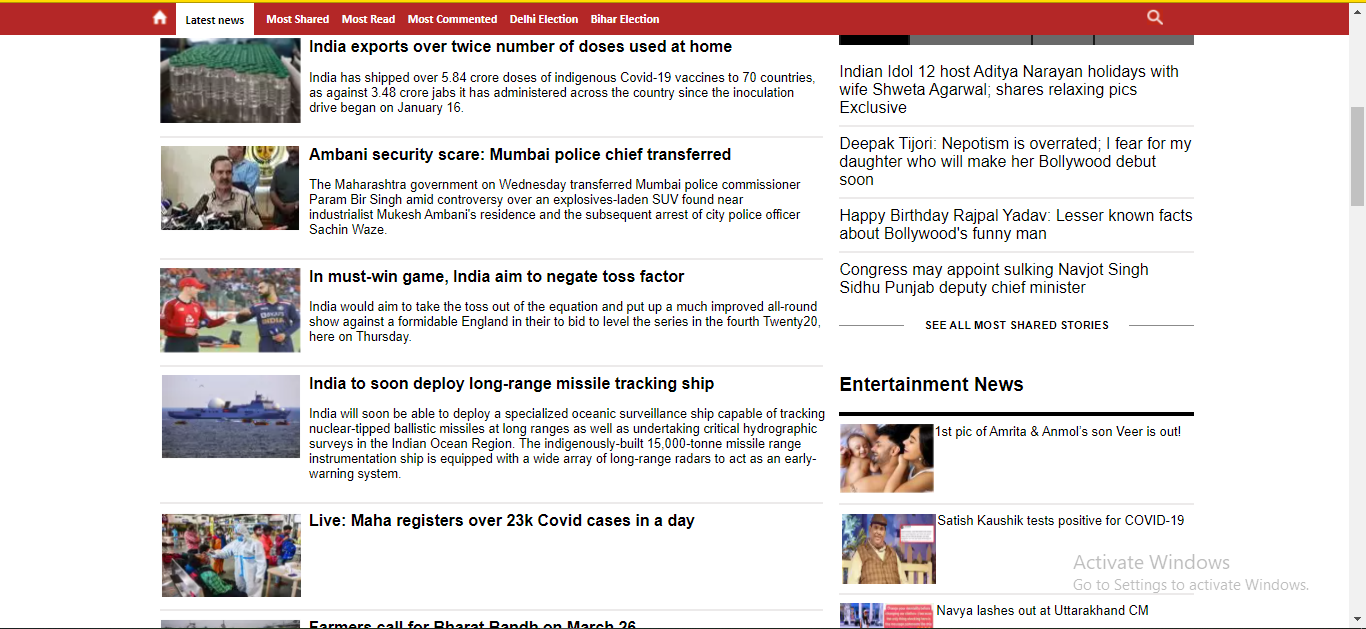 Latest news Most Shared Most Read Most Commented Delhi Election Bihar Election
India exports over twice number of doses used at home
India has shipped over 5.84 crore doses of indigenous Covid-19 vaccines to 70 countries,
as against 3.48 crore jabs it has administered across the country since the inoculation
drive began on January 16.
Ambani security scare: Mumbai police chief transferred
The Maharashtra government on Wednesday transferred Mumbai police commissioner
Param Bir Singh amid controversy over an explosives-laden SUV found near
industrialist Mukesh Ambani's residence and the subsequent arrest of city police officer
Sachin Waze.
In must-win game, India aim to negate toss factor
India would aim to take the toss out of the equation and put up a much improved all-round
show against a formidable England in their to bid to level the series in the fourth Twenty20,
here on Thursday.
India to soon deploy long-range missile tracking ship
India will soon be able to deploy a specialized oceanic surveillance ship capable of tracking
nuclear-tipped ballistic missiles at long ranges as well as undertaking critical hydrographic
surveys in the Indian Ocean Region. The indigenously-built 15,000-tonne missile range
instrumentation ship is equipped with a wide array of long-range radars to act as an early-
warning system.
Live: Maha registers over 23k Covid cases in a day
Farmers call for Bharat Bandh on March 26
Indian Idol 12 host Aditya Narayan holidays with
wife Shweta Agarwal; shares relaxing pics
Exclusive
Deepak Tijori: Nepotism is overrated; I fear for my
daughter who will make her Bollywood debut
soon
Happy Birthday Rajpal Yadav: Lesser known facts
about Bollywood's funny man
Congress may appoint sulking Navjot Singh
Sidhu Punjab deputy chief minister
SEE ALL MOST SHARED STORIES
Entertainment News
1st pic of Amrita & Anmol's son Veer is out!
Satish Kaushik tests positive for COVID-19
Navya lashes out at Uttarakhand CM
Activate Windows
Go to Settings to activate Windows.